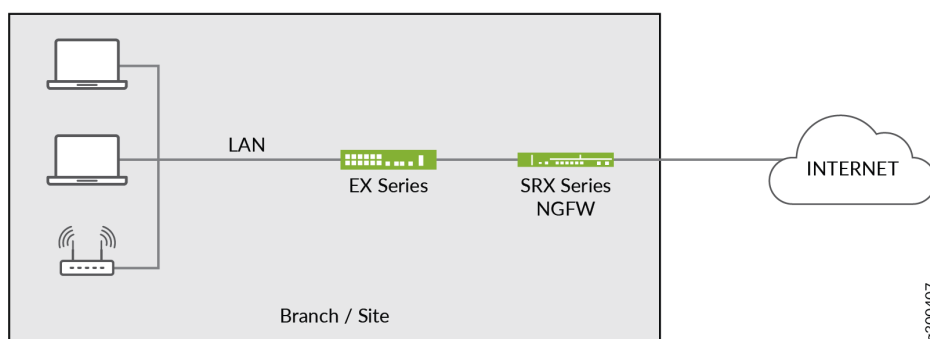 LAN
EX Series
SRX Series
NGFW
INTERNET
Branch / Site